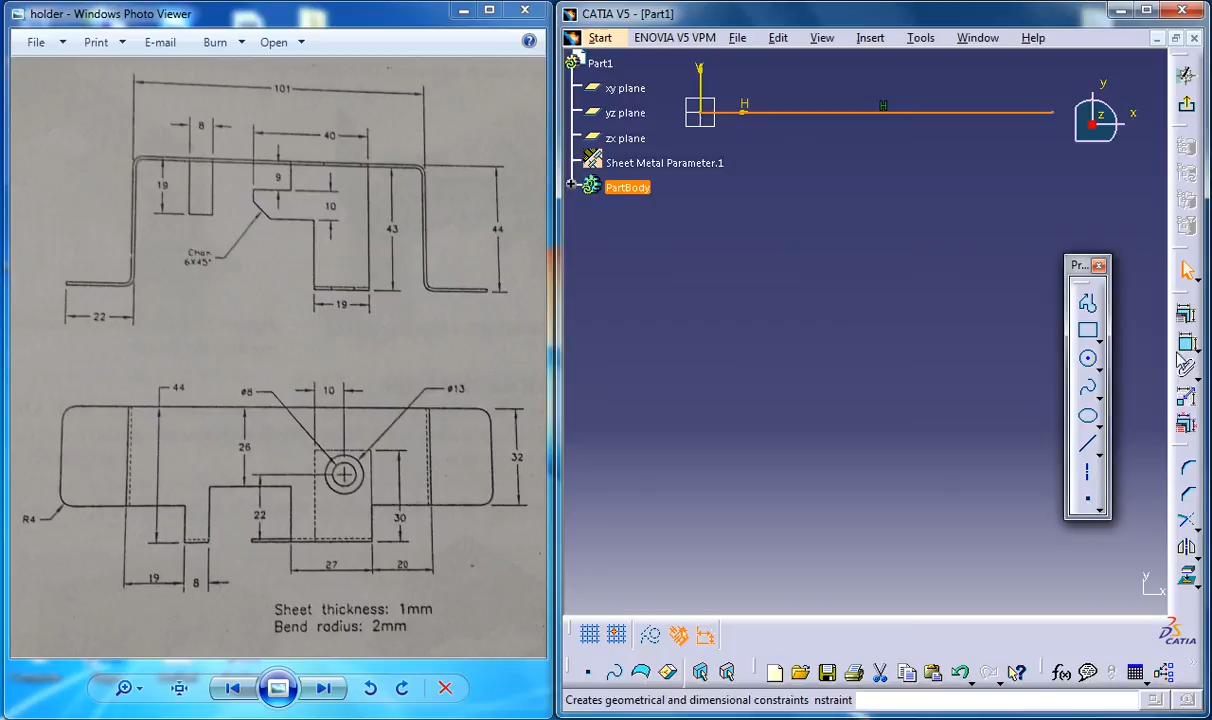 holder - Windows Photo Viewer
File Print E-mail Burn Open
101
8
40
19
9
10
43
44
Cham
6X45°
19
22
44
ø8
10
ø13
26
32
22
30
R4
27
20
19
8
Sheet thickness: 1mm
Bend radius: 2mm
CATIA V5 - [Part1]
Start ENOVIA V5 VPM File Edit View Insert Tools Window Help
Part1
xy plane
yz plane
zx plane
Sheet Metal Parameter.1
PartBody
V
H
H
y
x
z
Pr...
y
x
CATIA
f(x)
Creates geometrical and dimensional constraints nstraint